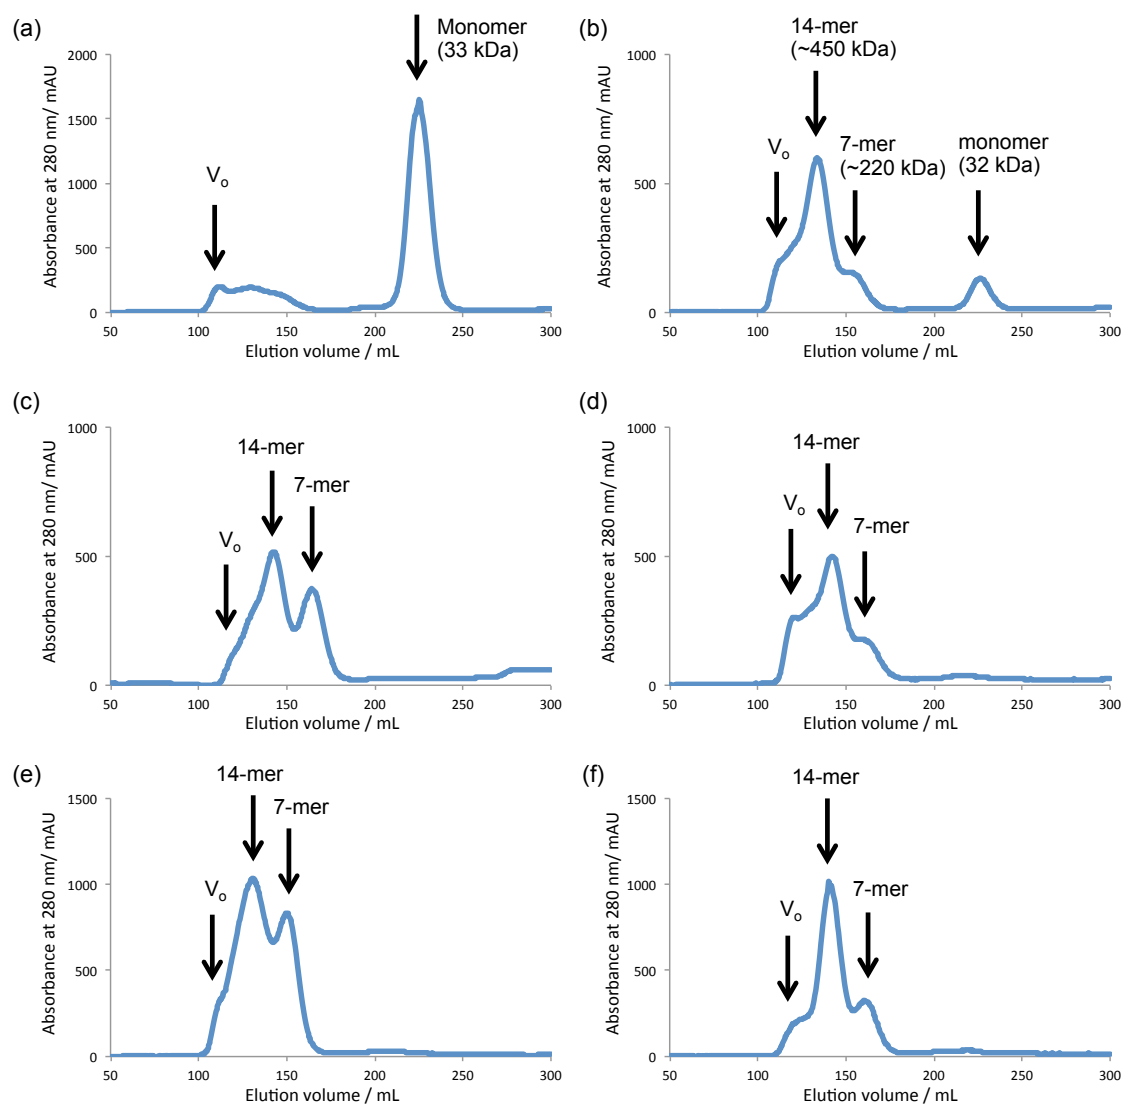 (a)
Monomer
(33 kDa)
Vo
Absorbance at 280 nm/ mAU
2000
1500
1000
500
0
50 100 150 200 250 300
Elution volume / mL
(b)
14-mer
(~450 kDa)
Vo
7-mer
(~220 kDa)
monomer
(32 kDa)
Absorbance at 280 nm/ mAU
1000
500
0
50 100 150 200 250 300
Elution volume / mL
(c)
14-mer
7-mer
Vo
Absorbance at 280 nm/ mAU
1000
500
0
50 100 150 200 250 300
Elution volume / mL
(d)
14-mer
Vo
7-mer
Absorbance at 280 nm/ mAU
1000
500
0
50 100 150 200 250 300
Elution volume / mL
(e)
14-mer
7-mer
Vo
Absorbance at 280 nm/ mAU
1500
1000
500
0
50 100 150 200 250 300
Elution volume / mL
(f)
14-mer
7-mer
Vo
Absorbance at 280 nm/ mAU
1500
1000
500
0
50 100 150 200 250 300
Elution volume / mL